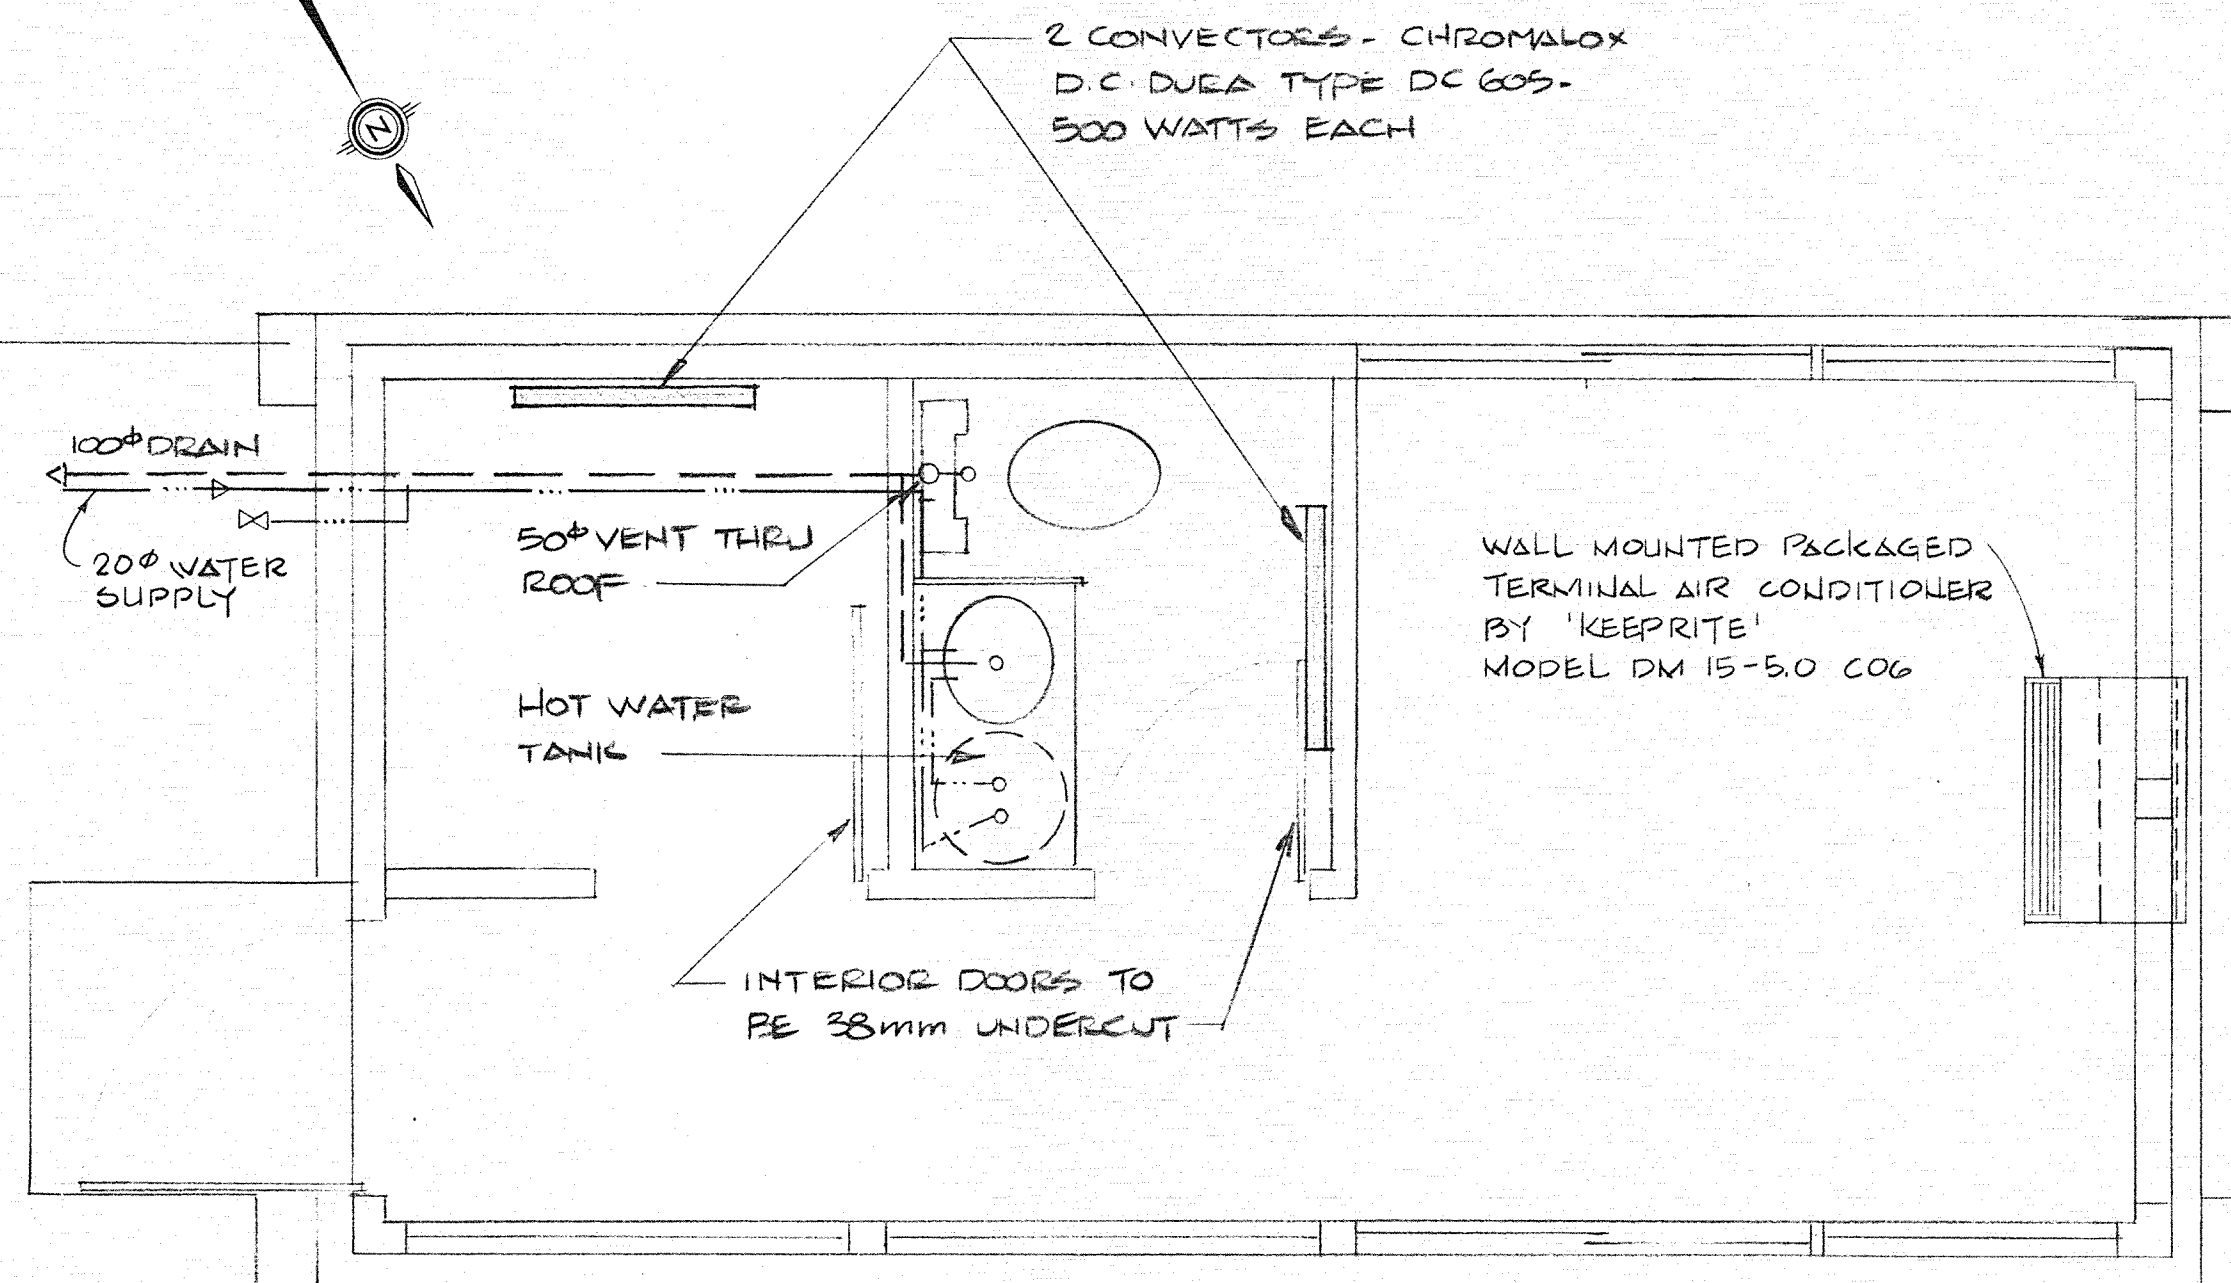 N
2 CONVECTORS - CHROMALOX
D.C. DURA TYPE DC 605-
500 WATTS EACH
100ϕ DRAIN
20ϕ WATER
SUPPLY
50ϕ VENT THRU
ROOF
HOT WATER
TANK
WALL MOUNTED PACKAGED
TERMINAL AIR CONDITIONER
BY 'KEEPRITE'
MODEL DM 15-5.0 C06
INTERIOR DOORS TO
BE 38mm UNDERCUT